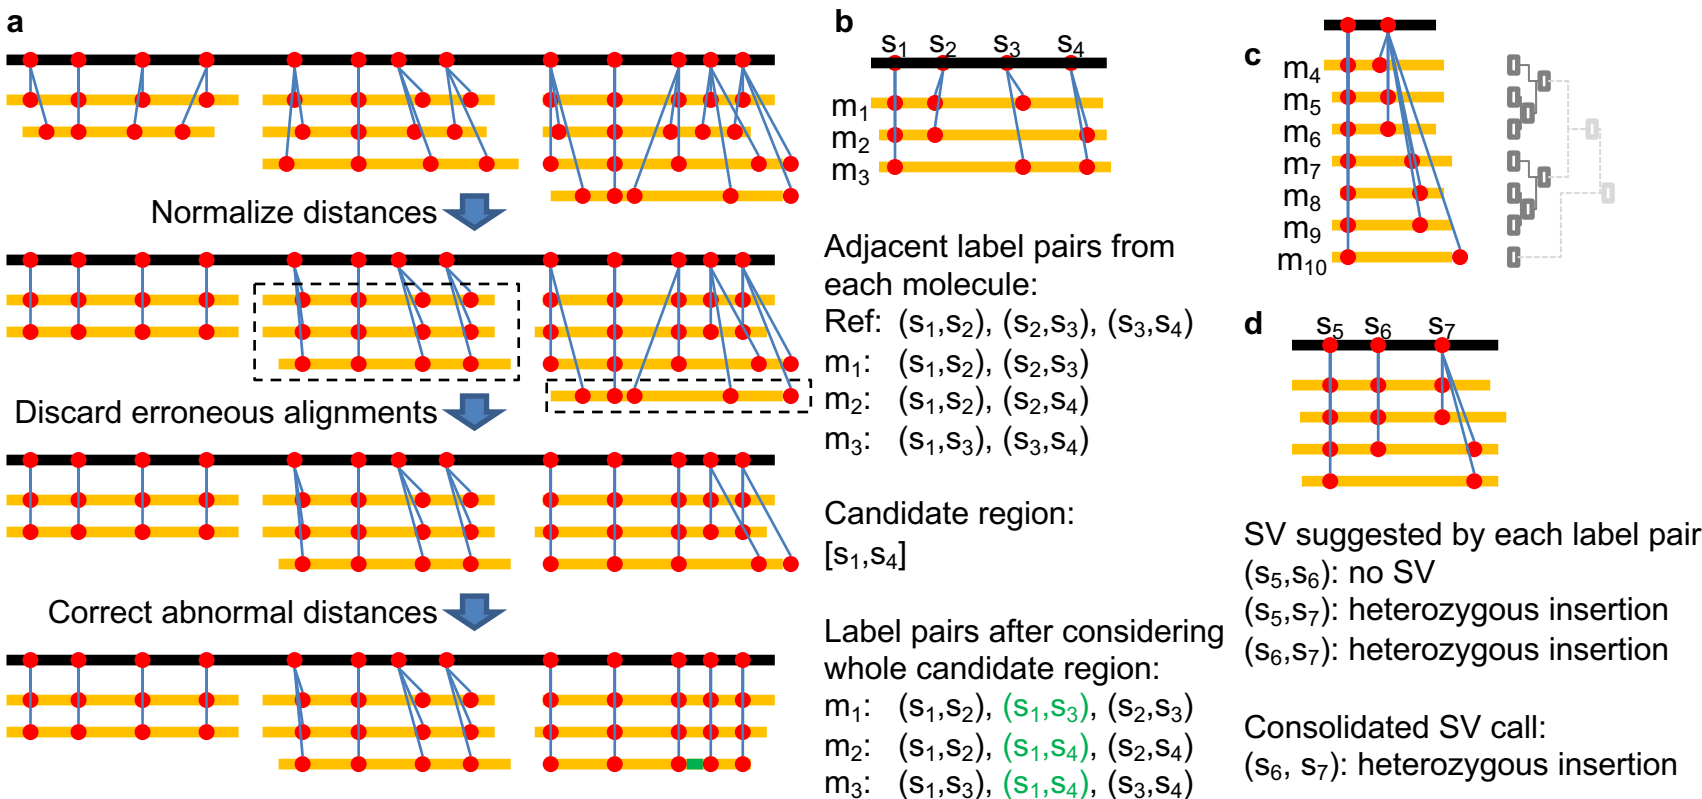 a
Normalize distances
Discard erroneous alignments
Correct abnormal distances
b
s₁ s₂ s₃ s₄
m₁
m₂
m₃
Adjacent label pairs from
each molecule:
Ref: (s₁,s₂), (s₂,s₃), (s₃,s₄)
m₁: (s₁,s₂), (s₂,s₃)
m₂: (s₁,s₂), (s₂,s₄)
m₃: (s₁,s₃), (s₃,s₄)
Candidate region:
[s₁,s₄]
Label pairs after considering
whole candidate region:
m₁: (s₁,s₂), (s₁,s₃), (s₂,s₃)
m₂: (s₁,s₂), (s₁,s₄), (s₂,s₄)
m₃: (s₁,s₃), (s₁,s₄), (s₃,s₄)
c
m₄
m₅
m₆
m₇
m₈
m₉
m₁₀
d
s₅ s₆ s₇
SV suggested by each label pair
(s₅,s₆): no SV
(s₅,s₇): heterozygous insertion
(s₆,s₇): heterozygous insertion
Consolidated SV call:
(s₆, s₇): heterozygous insertion